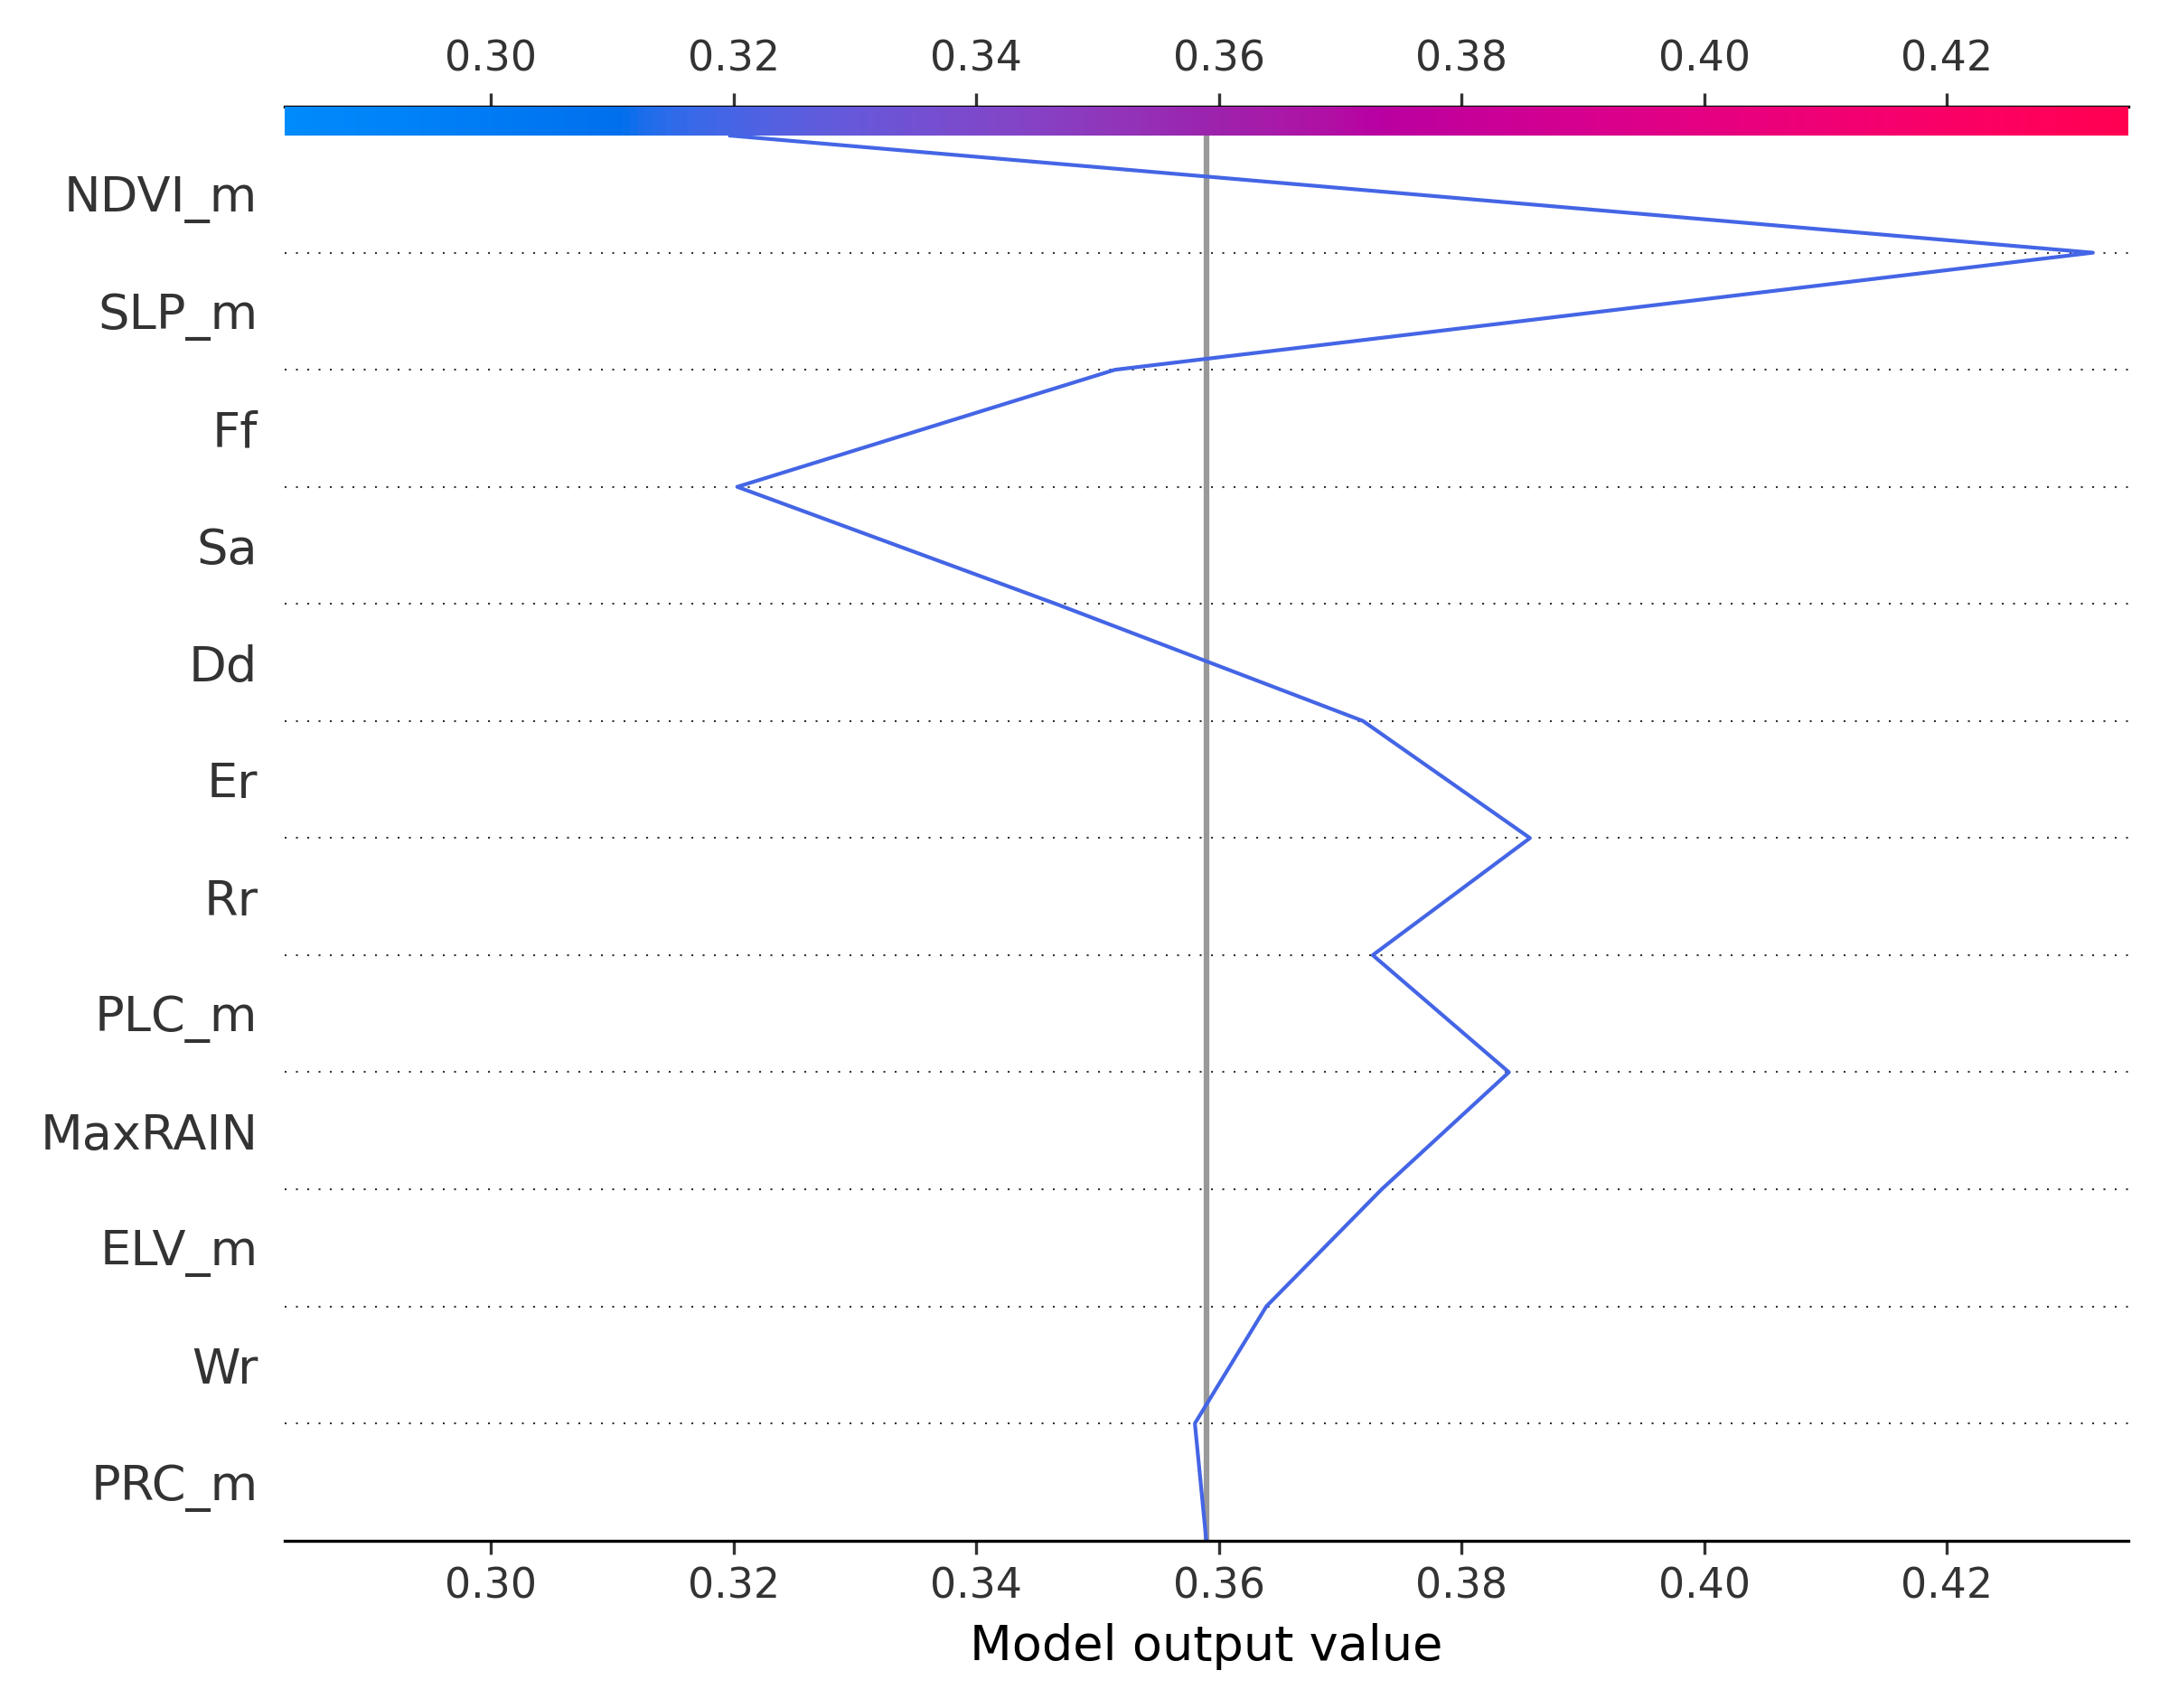 0.30 0.32 0.34 0.36 0.38 0.40 0.42
NDVI_m
SLP_m
Ff
Sa
Dd
Er
Rr
PLC_m
MaxRAIN
ELV_m
Wr
PRC_m
0.30 0.32 0.34 0.36 0.38 0.40 0.42
Model output value